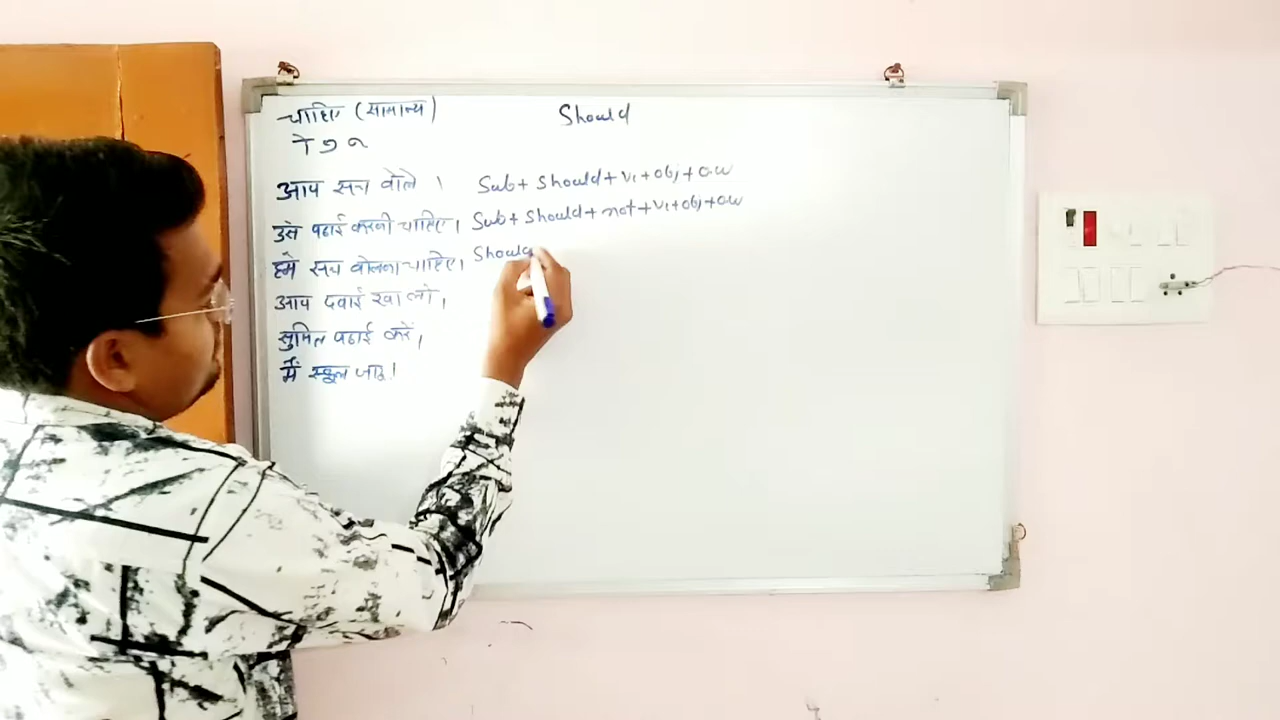 चाहिए (सामान्य) Should
आप सच बोले । Sub + Should + V1 + obj + o.w
उसे पढाई करनी चाहिए । Sub + Should + not + V1 + obj + o.w
हमे सच बोलना चाहिए । Should
आप दवाई खा लो ।
सुमित पढाई करें ।
मैं स्कूल जाऊ ।